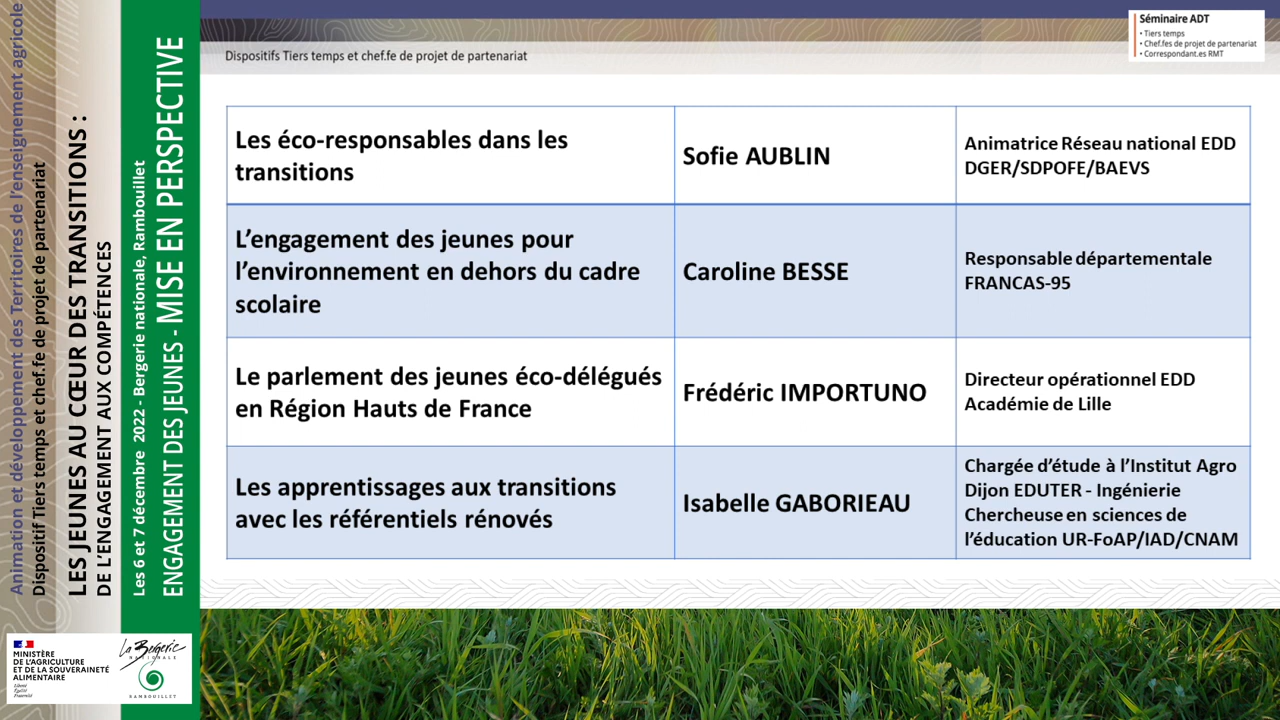 Animation et développement des Territoires de l'enseignement agricole
Dispositif Tiers temps et chef.fe de projet de partenariat
LES JEUNES AU CŒUR DES TRANSITIONS :
DE L'ENGAGEMENT AUX COMPÉTENCES
Les 6 et 7 décembre 2022 - Bergerie nationale, Rambouillet
ENGAGEMENT DES JEUNES - MISE EN PERSPECTIVE
MINISTÈRE
DE L'AGRICULTURE
ET DE LA SOUVERAINETÉ
ALIMENTAIRE
Liberté
Égalité
Fraternité
La Bergerie
NATIONALE
RAMBOUILLET
Dispositifs Tiers temps et chef.fe de projet de partenariat
Séminaire ADT
• Tiers temps
• Chef.fes de projet de partenariat
• Correspondant.es RMT
Les éco-responsables dans les
transitions
Sofie AUBLIN
Animatrice Réseau national EDD
DGER/SDPOFE/BAEVS
L'engagement des jeunes pour
l'environnement en dehors du cadre
scolaire
Caroline BESSE
Responsable départementale
FRANCAS-95
Le parlement des jeunes éco-délégués
en Région Hauts de France
Frédéric IMPORTUNO
Directeur opérationnel EDD
Académie de Lille
Les apprentissages aux transitions
avec les référentiels rénovés
Isabelle GABORIEAU
Chargée d'étude à l'Institut Agro
Dijon EDUTER - Ingénierie
Chercheuse en sciences de
l'éducation UR-FoAP/IAD/CNAM